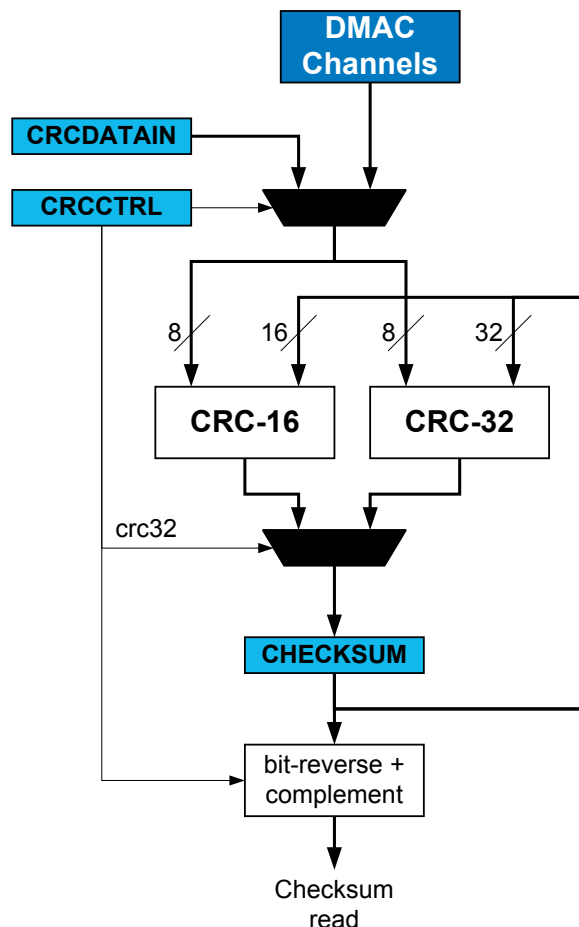 DMAC
Channels
CRCDATAIN
CRCCTRL
8
16
8
32
CRC-16
CRC-32
crc32
CHECKSUM
bit-reverse +
complement
Checksum
read